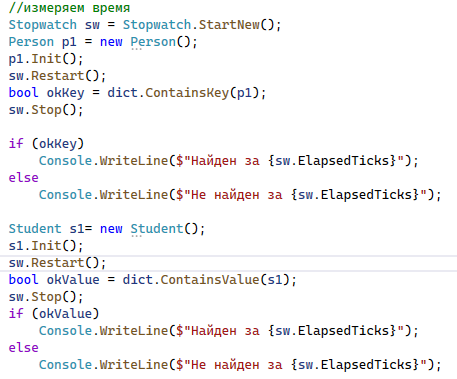 //измеряем время
Stopwatch sw = Stopwatch.StartNew();
Person p1 = new Person();
p1.Init();
sw.Restart();
bool okKey = dict.ContainsKey(p1);
sw.Stop();
if (okKey)
Console.WriteLine($"Найден за {sw.ElapsedTicks}");
else
Console.WriteLine($"Не найден за {sw.ElapsedTicks}");
Student s1= new Student();
s1.Init();
sw.Restart();
bool okValue = dict.ContainsValue(s1);
sw.Stop();
if (okValue)
Console.WriteLine($"Найден за {sw.ElapsedTicks}");
else
Console.WriteLine($"Не найден за {sw.ElapsedTicks}");